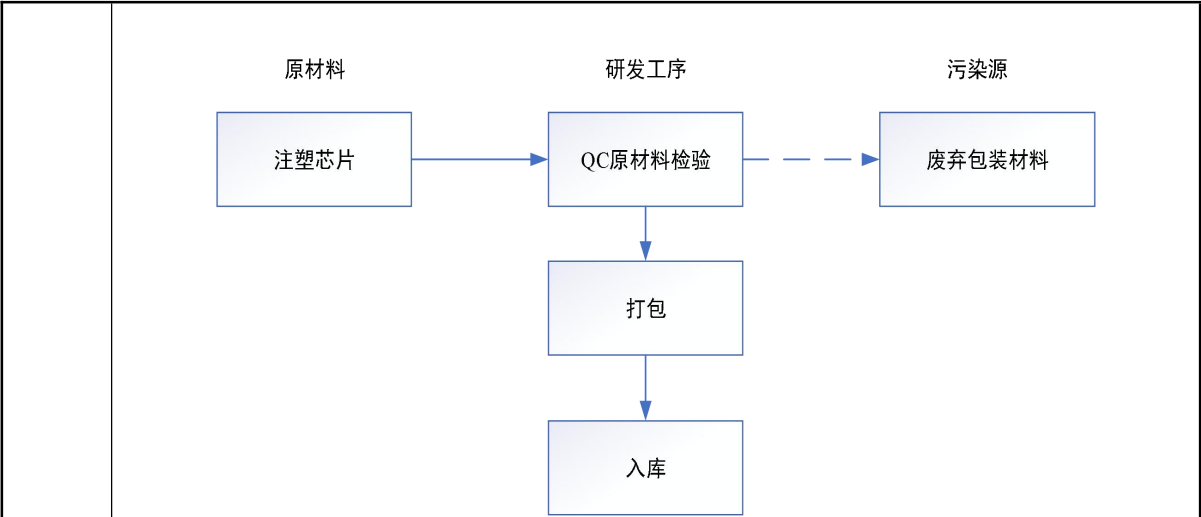 原材料
研发工序
污染源
注塑芯片
QC原材料检验
废弃包装材料
打包
入库